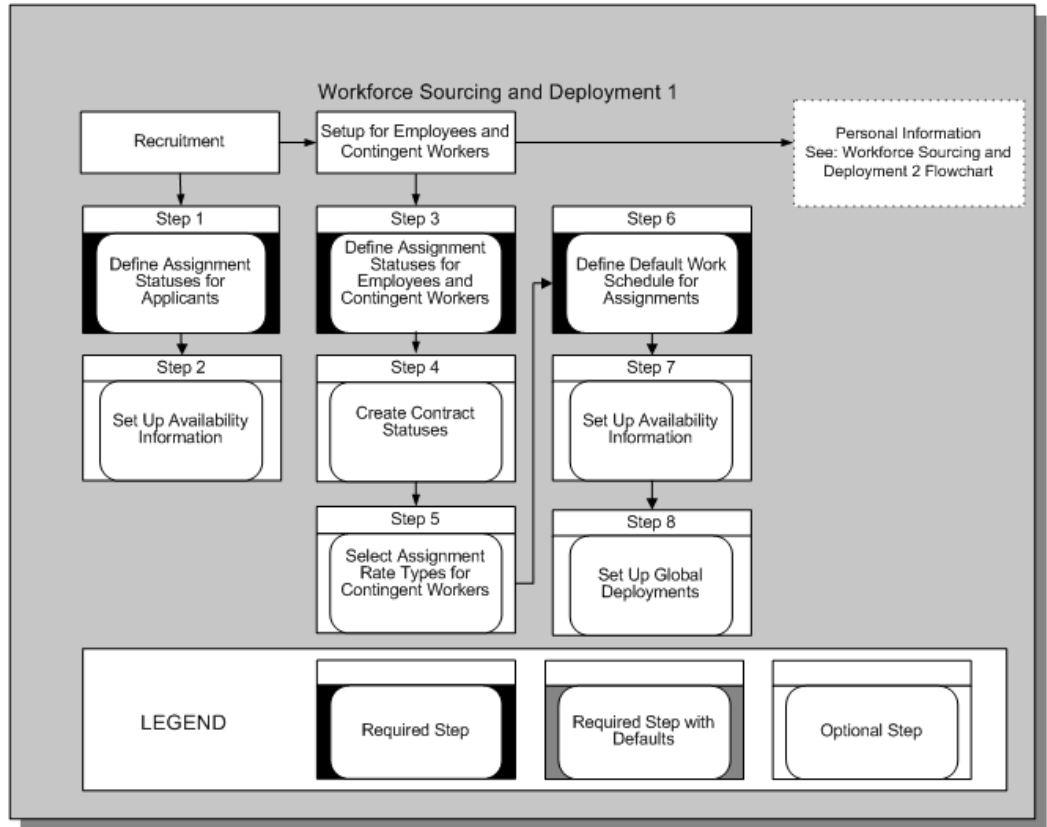 Workforce Sourcing and Deployment 1
Recruitment
Setup for Employees and
Contingent Workers
Personal Information
See: Workforce Sourcing and
Deployment 2 Flowchart
Step 1
Define Assignment
Statuses for
Applicants
Step 2
Set Up Availability
Information
Step 3
Define Assignment
Statuses for
Employees and
Contingent Workers
Step 4
Create Contract
Statuses
Step 5
Select Assignment
Rate Types for
Contingent Workers
Step 6
Define Default Work
Schedule for
Assignments
Step 7
Set Up Availability
Information
Step 8
Set Up Global
Deployments
LEGEND
Required Step
Required Step with
Defaults
Optional Step